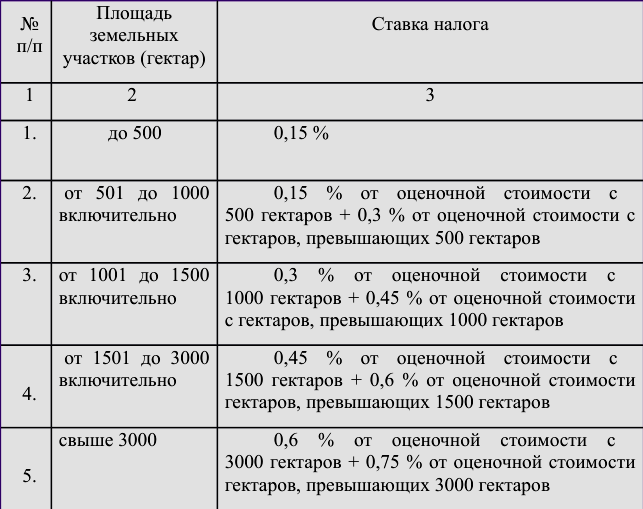 №
п/п
Площадь
земельных
участков (гектар)
Ставка налога
1
2
3
1.
до 500
0,15 %
2.
от 501 до 1000
включительно
0,15 % от оценочной стоимости с
500 гектаров + 0,3 % от оценочной стоимости с
гектаров, превышающих 500 гектаров
3.
от 1001 до 1500
включительно
0,3 % от оценочной стоимости с
1000 гектаров + 0,45 % от оценочной стоимости
с гектаров, превышающих 1000 гектаров
4.
от 1501 до 3000
включительно
0,45 % от оценочной стоимости с
1500 гектаров + 0,6 % от оценочной стоимости
гектаров, превышающих 1500 гектаров
5.
свыше 3000
0,6 % от оценочной стоимости с
3000 гектаров + 0,75 % от оценочной стоимости
гектаров, превышающих 3000 гектаров